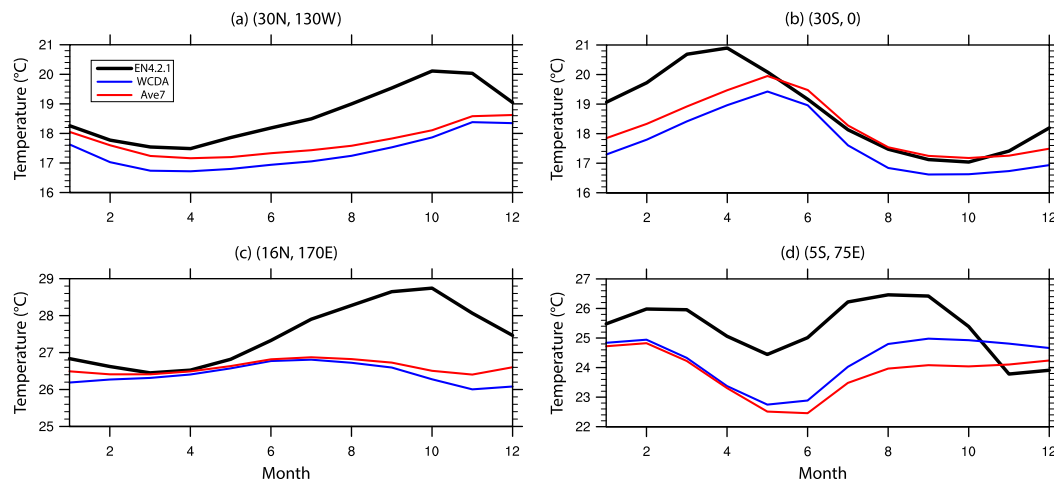 (a) (30N, 130W)
21
20
19
18
17
16
Temperature (°C)
EN4.2.1
WCDA
Ave7
2 4 6 8 10 12
(b) (30S, 0)
21
20
19
18
17
16
Temperature (°C)
2 4 6 8 10 12
(c) (16N, 170E)
29
28
27
26
25
Temperature (°C)
2 4 6 8 10 12
Month
(d) (5S, 75E)
27
26
25
24
23
22
Temperature (°C)
2 4 6 8 10 12
Month